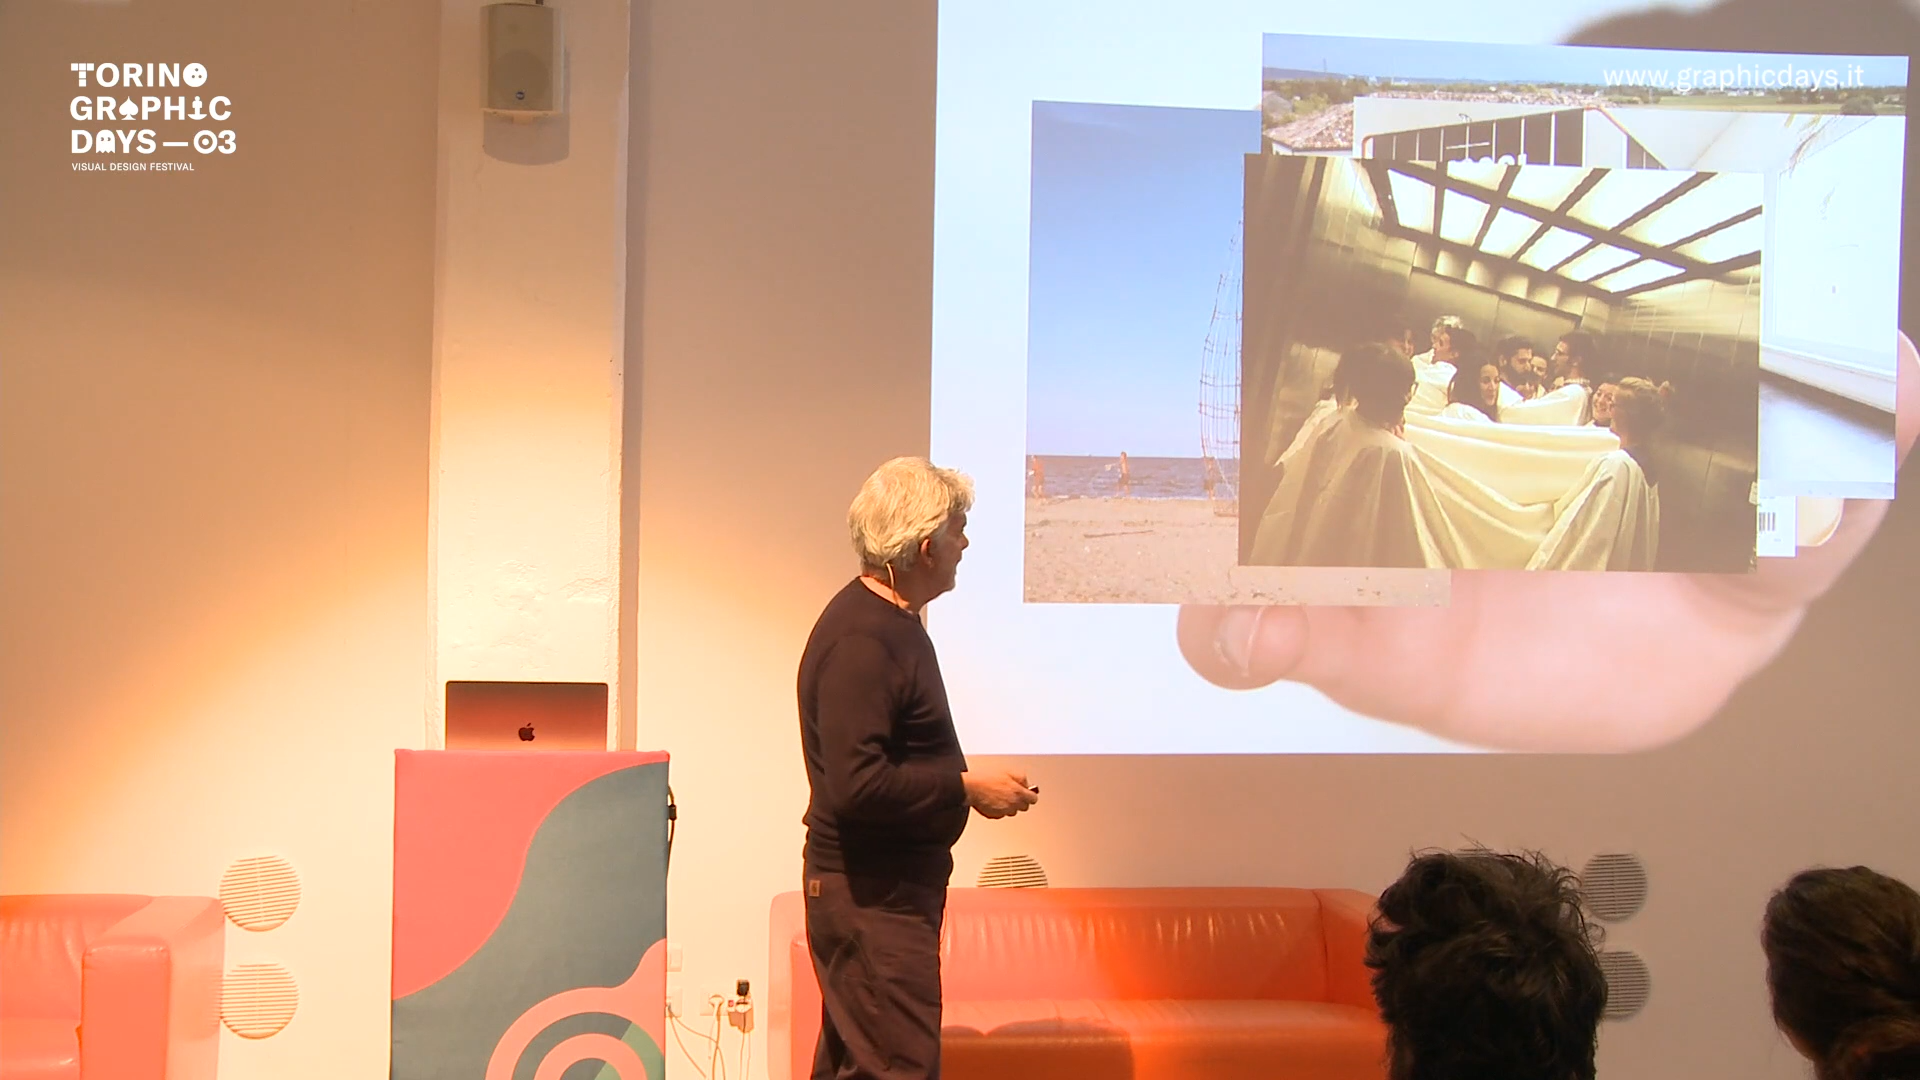 TORINO
GRAPHIC
DAYS — 03
VISUAL DESIGN FESTIVAL
www.graphicdays.it